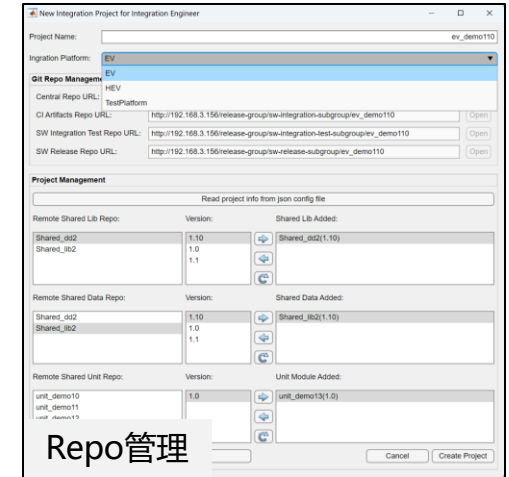 New Integration Project for Integration Engineer
Project Name: ev_demo110
Ingration Platform: EV
EV
HEV
TestPlatform
Git Repo Managem
Central Repo URL:
CI Artifacts Repo URL: http://192.168.3.156/release-group/sw-integration-subgroup/ev_demo110 Open
SW Integration Test Repo URL: http://192.168.3.156/release-group/sw-integration-test-subgroup/ev_demo110 Open
SW Release Repo URL: http://192.168.3.156/release-group/sw-release-subgroup/ev_demo110 Open
Project Management
Read project info from json config file
Remote Shared Lib Repo: Version: Shared Lib Added:
Shared_dd2 1.10 Shared_dd2(1.10)
Shared_lib2 1.0
1.1
Remote Shared Data Repo: Version: Shared Data Added:
Shared_dd2 1.10 Shared_lib2(1.10)
Shared_lib2 1.0
1.1
Remote Shared Unit Repo: Version: Unit Module Added:
unit_demo10 1.0 unit_demo13(1.0)
unit_demo11
unit_demo12
Repo管理
Cancel Create Project